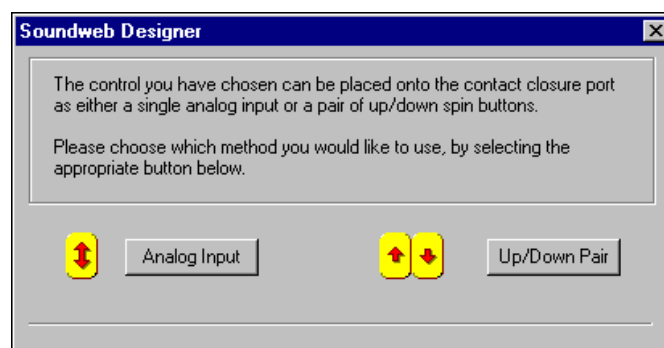 Soundweb Designer
The control you have chosen can be placed onto the contact closure port
as either a single analog input or a pair of up/down spin buttons.
Please choose which method you would like to use, by selecting the
appropriate button below.
Analog Input
Up/Down Pair